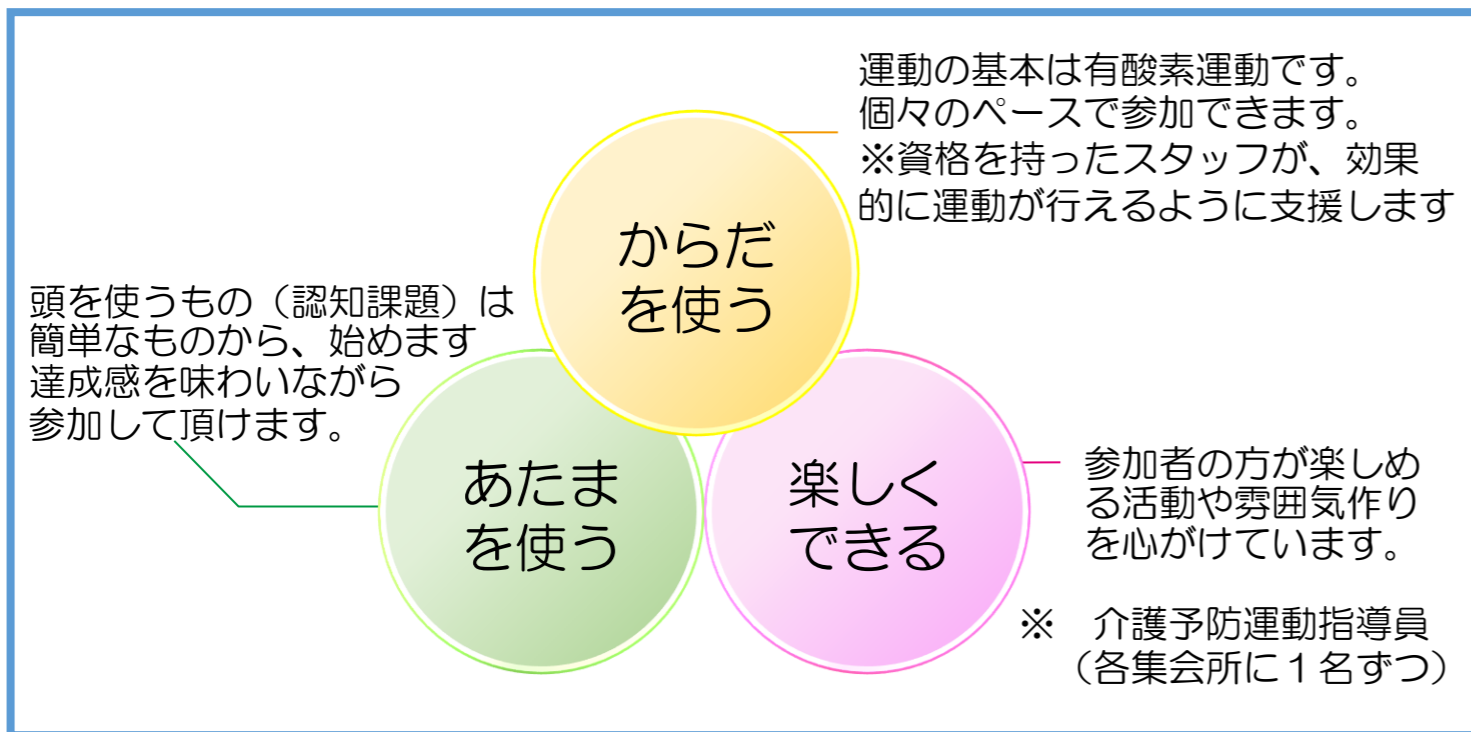 運動の基本は有酸素運動です。
個々のペースで参加できます。
※資格を持ったスタッフが、効果
的に運動が行えるように支援します
からだ
を使う
頭を使うもの（認知課題）は
簡単なものから、始めます
達成感を味わいながら
参加して頂けます。
あたま
を使う
楽しく
できる
参加者の方が楽しめ
る活動や雰囲気作り
を心がけています。
※　介護予防運動指導員
（各集会所に１名ずつ）